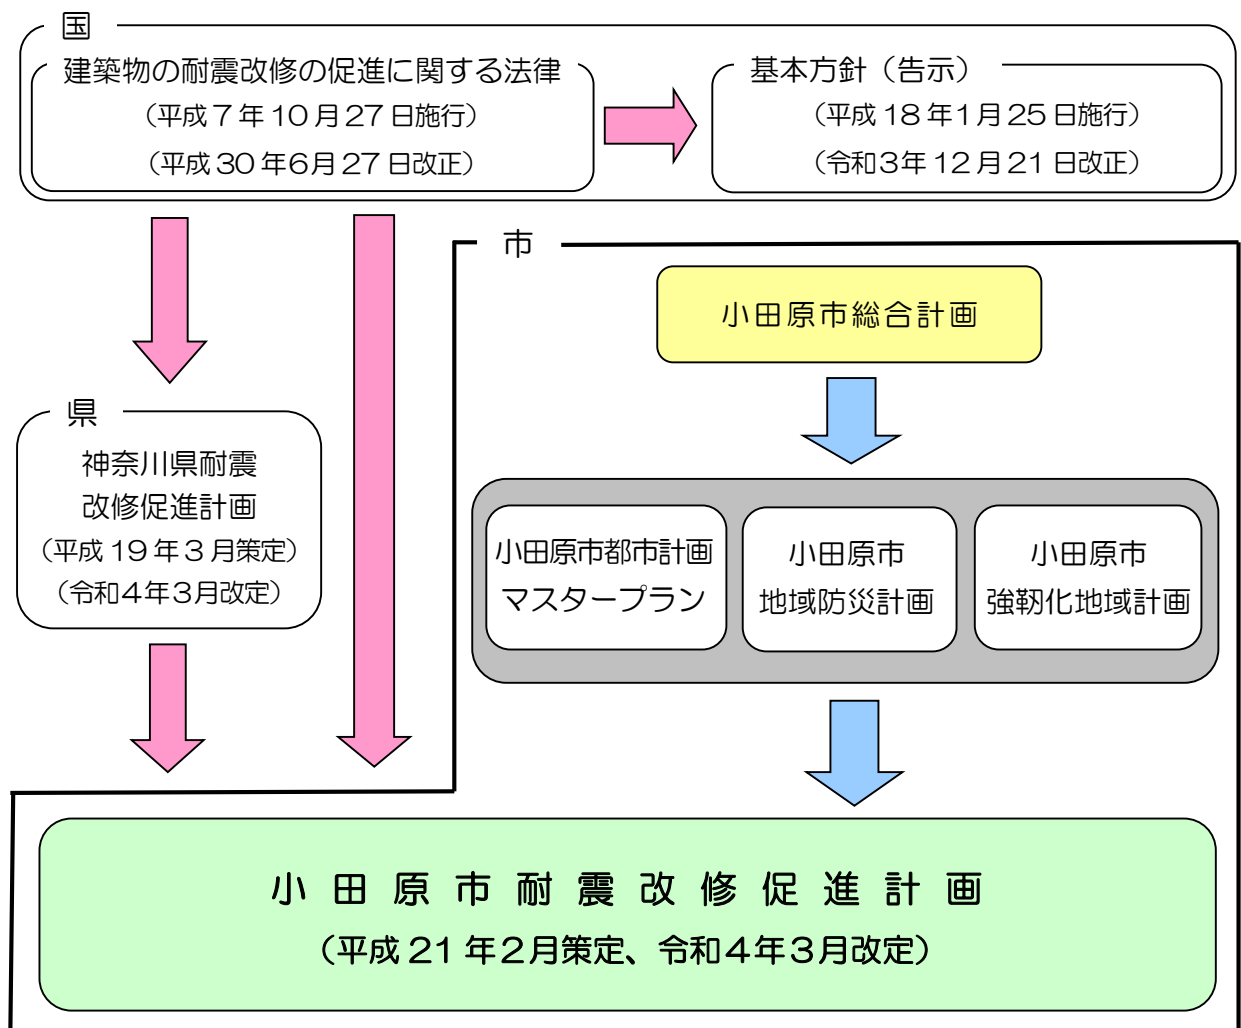 国
建築物の耐震改修の促進に関する法律
（平成7年10月27日施行）
（平成30年6月27日改正）
基本方針（告示）
（平成18年1月25日施行）
（令和3年12月21日改正）
県
神奈川県耐震
改修促進計画
（平成19年3月策定）
（令和4年3月改定）
市
小田原市総合計画
小田原市都市計画
マスタープラン
小田原市
地域防災計画
小田原市
強靭化地域計画
小田原市耐震改修促進計画
（平成21年2月策定、令和4年3月改定）